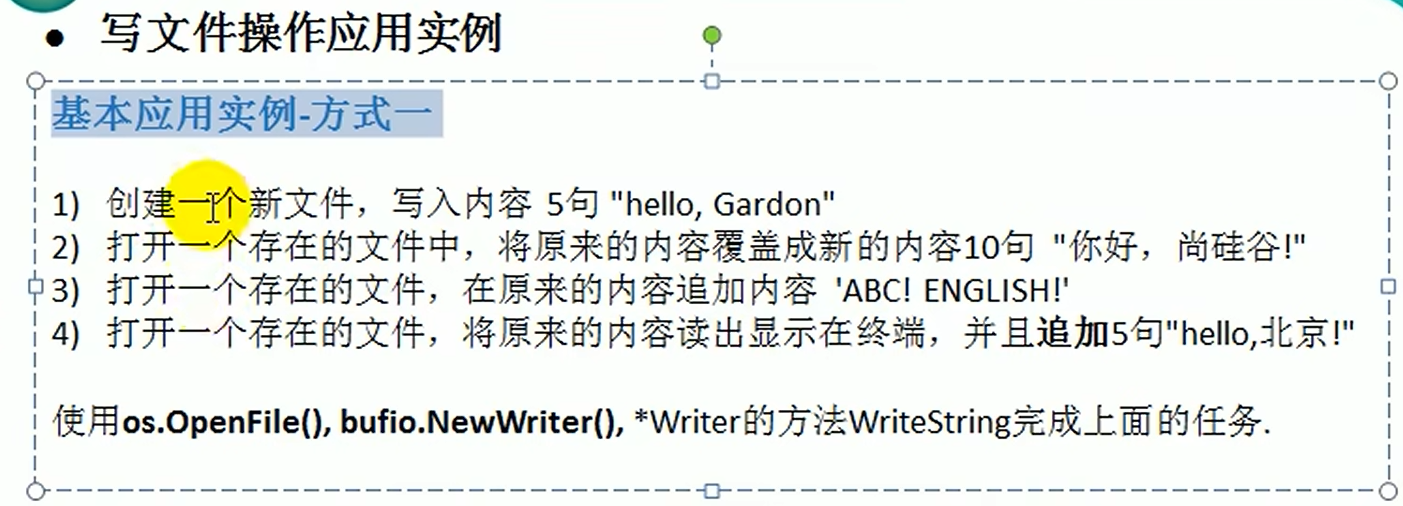 ● 写文件操作应用实例
基本应用实例-方式一
1) 创建一个新文件，写入内容 5句 "hello, Gardon"
2) 打开一个存在的文件中，将原来的内容覆盖成新的内容10句 "你好，尚硅谷!"
3) 打开一个存在的文件，在原来的内容追加内容 'ABC! ENGLISH!'
4) 打开一个存在的文件，将原来的内容读出显示在终端，并且追加5句"hello,北京!"
使用os.OpenFile(), bufio.NewWriter(), *Writer的方法WriteString完成上面的任务.